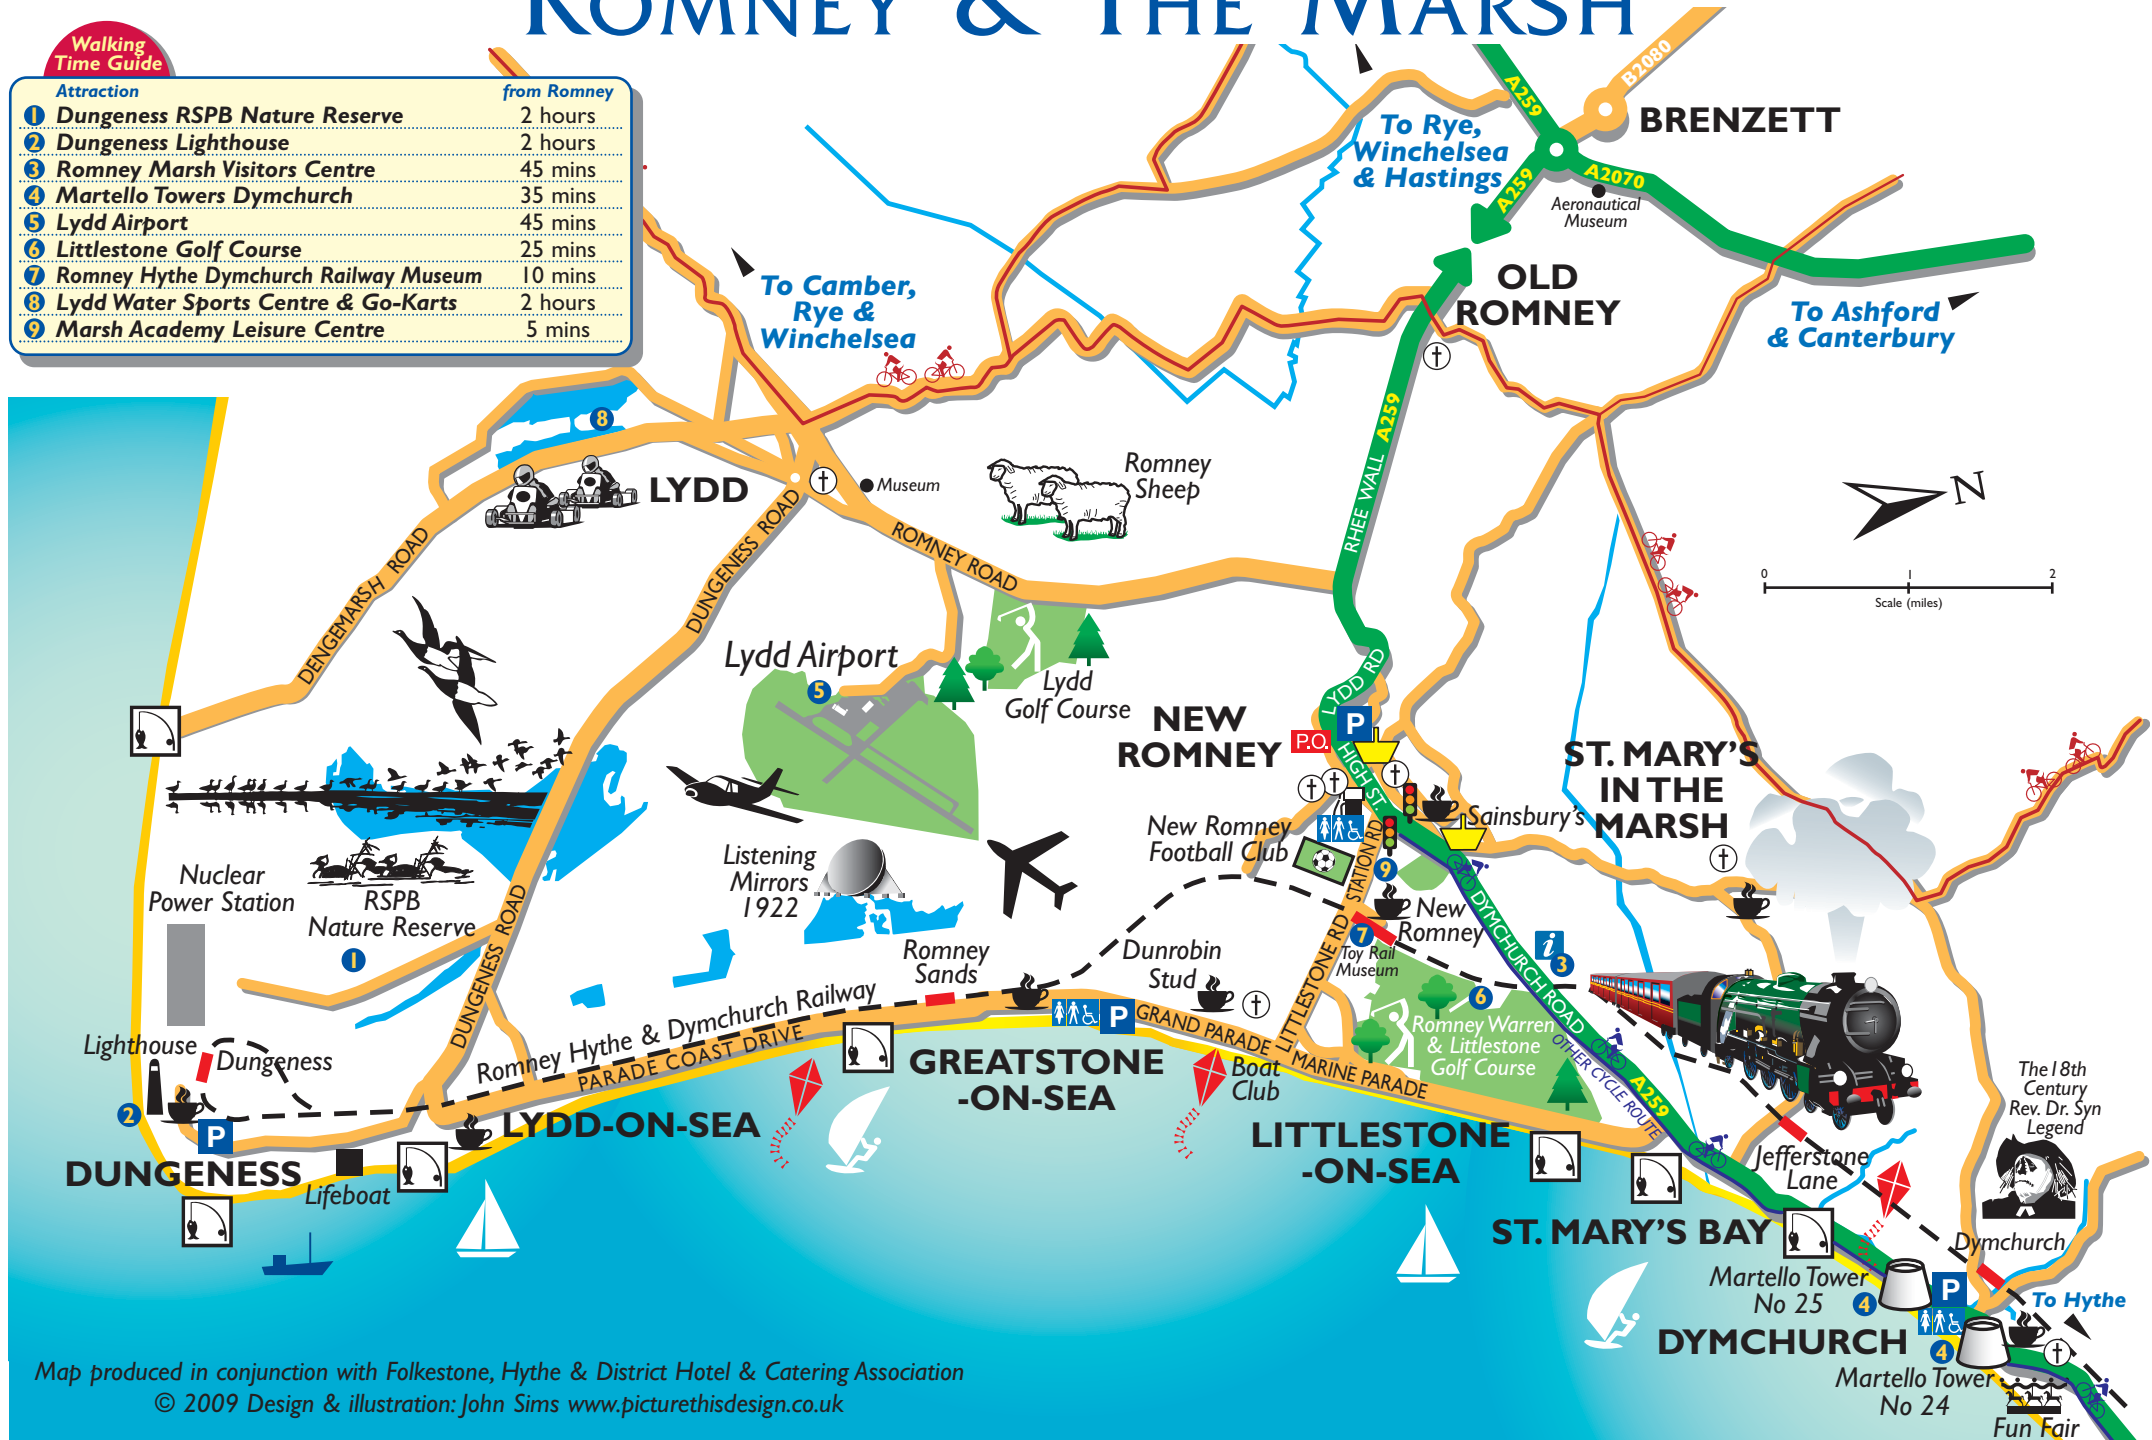 ROMNEY & THE MARSH
Walking
Time Guide
Attraction from Romney
1 Dungeness RSPB Nature Reserve 2 hours
2 Dungeness Lighthouse 2 hours
3 Romney Marsh Visitors Centre 45 mins
4 Martello Towers Dymchurch 35 mins
5 Lydd Airport 45 mins
6 Littlestone Golf Course 25 mins
7 Romney Hythe Dymchurch Railway Museum 10 mins
8 Lydd Water Sports Centre & Go-Karts 2 hours
9 Marsh Academy Leisure Centre 5 mins
B2080
A259
BRENZETT
To Rye,
Winchelsea
& Hastings
A259
A2070
Aeronautical
Museum
To Camber,
Rye &
Winchelsea
OLD
ROMNEY
To Ashford
& Canterbury
8
LYDD
Museum
Romney
Sheep
RHEE WALL A259
N
0 1 2
Scale (miles)
DENGEMARSH ROAD
DUNGENESS ROAD
ROMNEY ROAD
Lydd Airport
5
Lydd
Golf Course
LYDD RD
NEW
ROMNEY
P.O.
P
HIGH ST.
ST. MARY'S
IN THE
MARSH
Sainsbury's
New Romney
Football Club
STATION RD
9
Listening
Mirrors
1922
Nuclear
Power Station
RSPB
Nature Reserve
1
DUNGENESS ROAD
New
Romney
7
Toy Rail
Museum
LITTLESTONE RD
DYMCHURCH ROAD
i
3
6
Romney Warren
& Littlestone
Golf Course
Romney
Sands
Dunrobin
Stud
Romney Hythe & Dymchurch Railway
PARADE COAST DRIVE
P
GRAND PARADE
MARINE PARADE
OTHER CYCLE ROUTE
A259
Lighthouse
Dungeness
2
P
DUNGENESS
Lifeboat
LYDD-ON-SEA
GREATSTONE
-ON-SEA
Boat
Club
LITTLESTONE
-ON-SEA
The 18th
Century
Rev. Dr. Syn
Legend
Jefferstone
Lane
ST. MARY'S BAY
Dymchurch
Martello Tower
No 25
4
P
To Hythe
DYMCHURCH
4
Martello Tower
No 24
Fun Fair
Map produced in conjunction with Folkestone, Hythe & District Hotel & Catering Association
© 2009 Design & illustration: John Sims www.picturethisdesign.co.uk